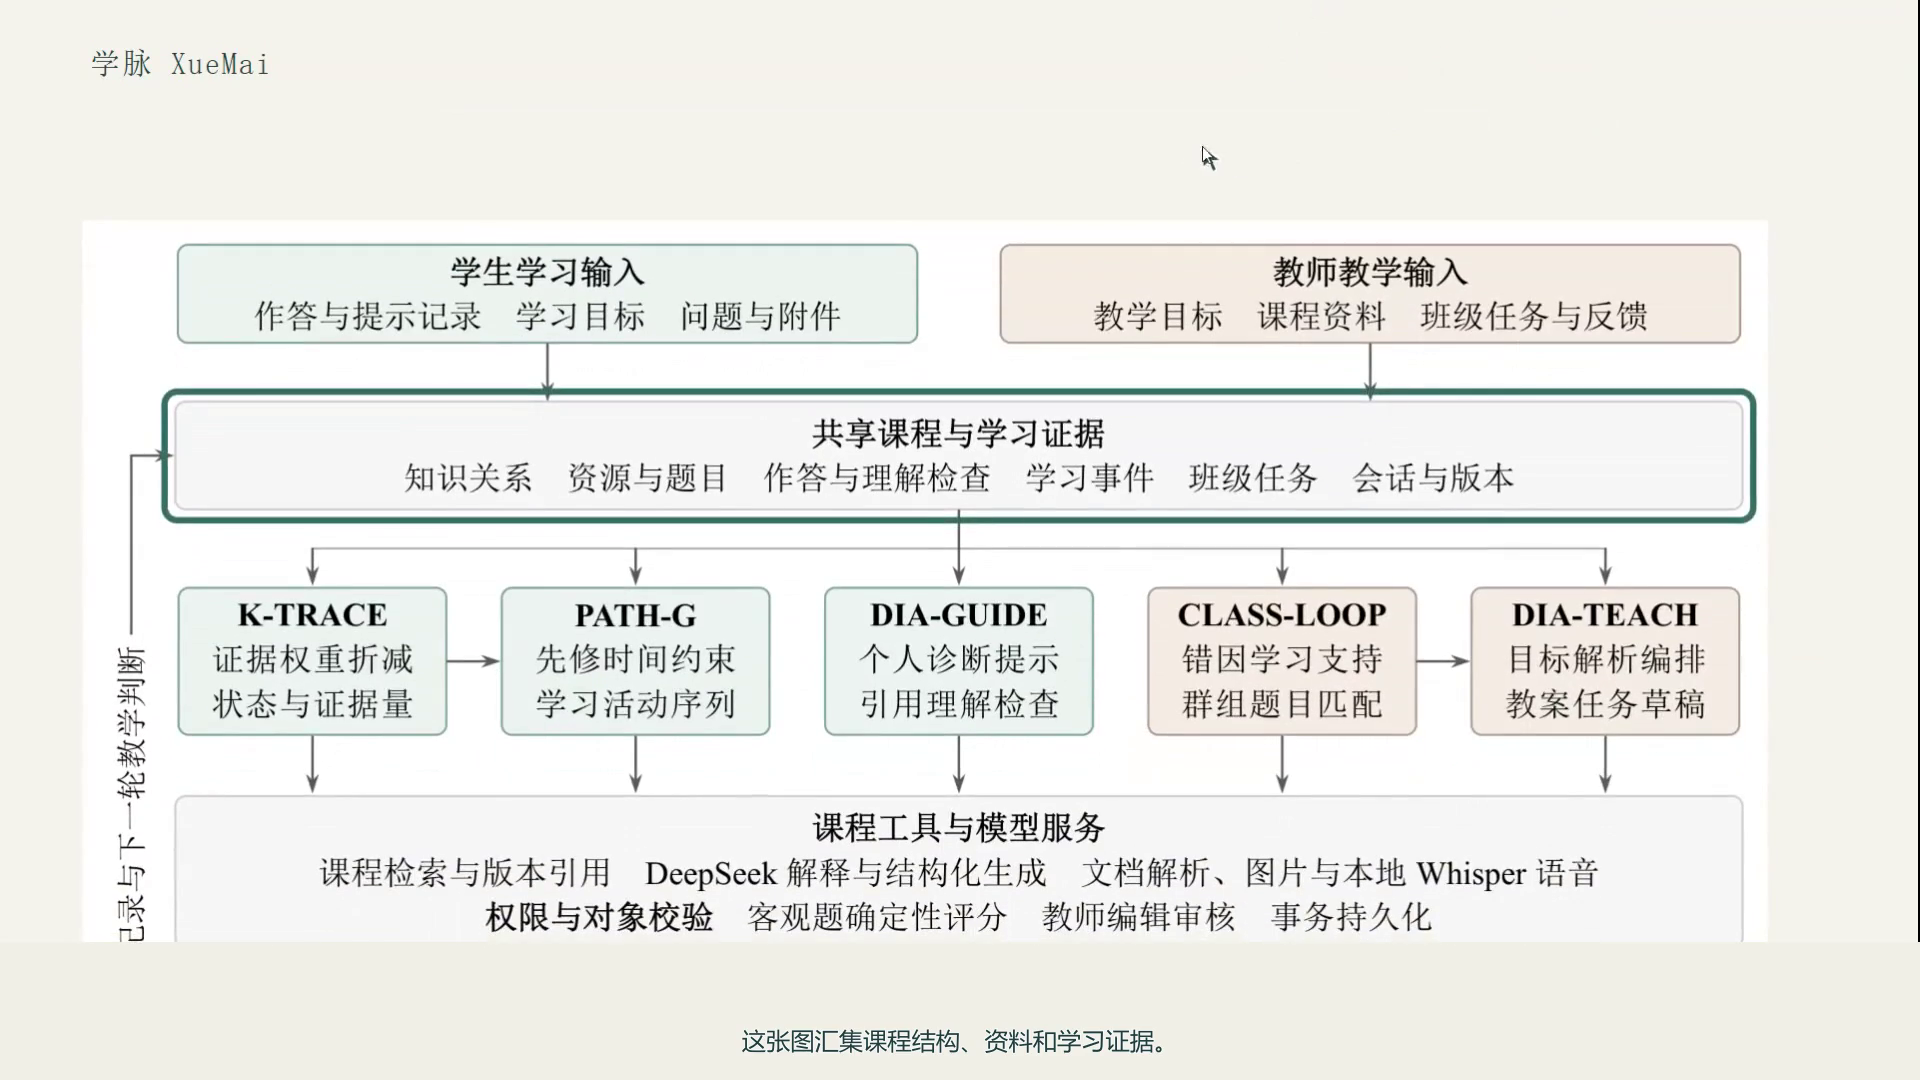 学脉 XueMai
学生学习输入
作答与提示记录 学习目标 问题与附件
教师教学输入
教学目标 课程资料 班级任务与反馈
共享课程与学习证据
知识关系 资源与题目 作答与理解检查 学习事件 班级任务 会话与版本
K-TRACE
证据权重折减
状态与证据量
PATH-G
先修时间约束
学习活动序列
DIA-GUIDE
个人诊断提示
引用理解检查
CLASS-LOOP
错因学习支持
群组题目匹配
DIA-TEACH
目标解析编排
教案任务草稿
记录与下一轮教学判断
课程工具与模型服务
课程检索与版本引用 DeepSeek 解释与结构化生成 文档解析、图片与本地 Whisper 语音
权限与对象校验 客观题确定性评分 教师编辑审核 事务持久化
这张图汇集课程结构、资料和学习证据。